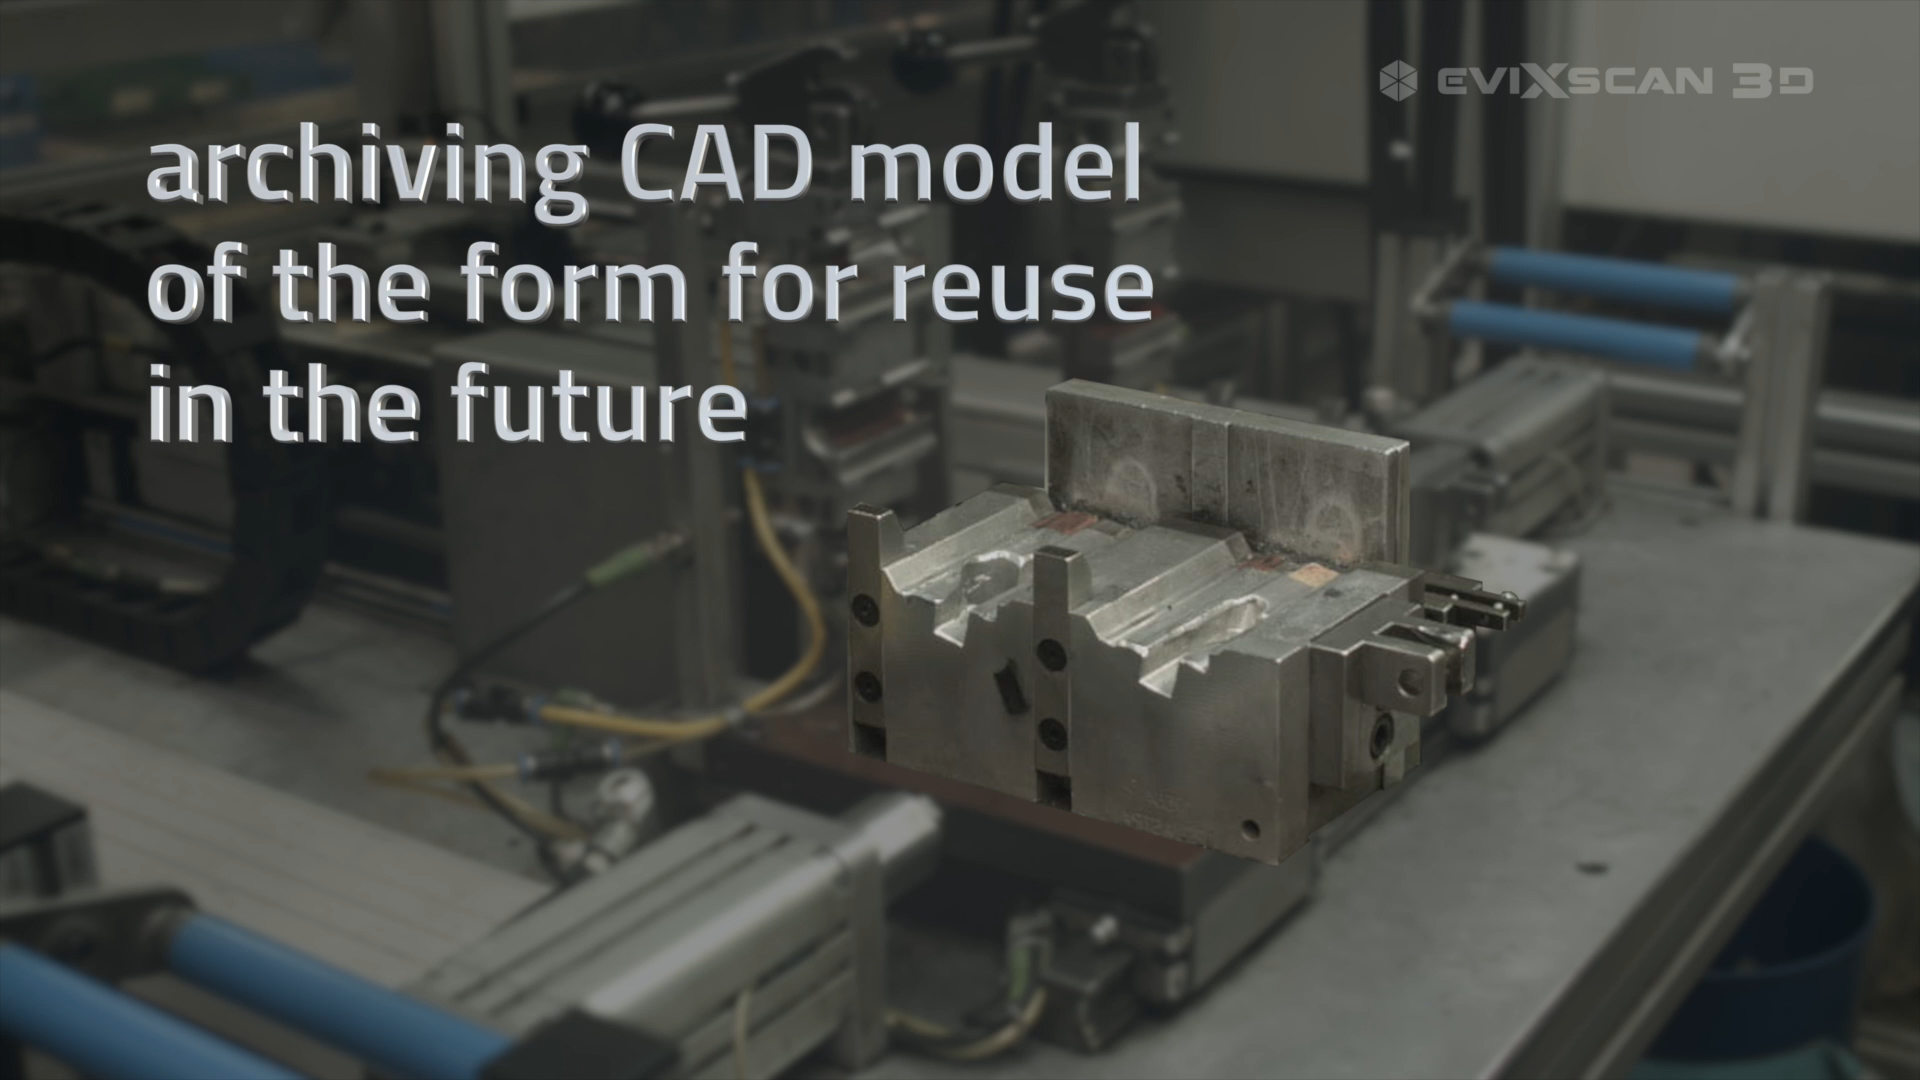 eviXscan 3D
archiving CAD model
of the form for reuse
in the future